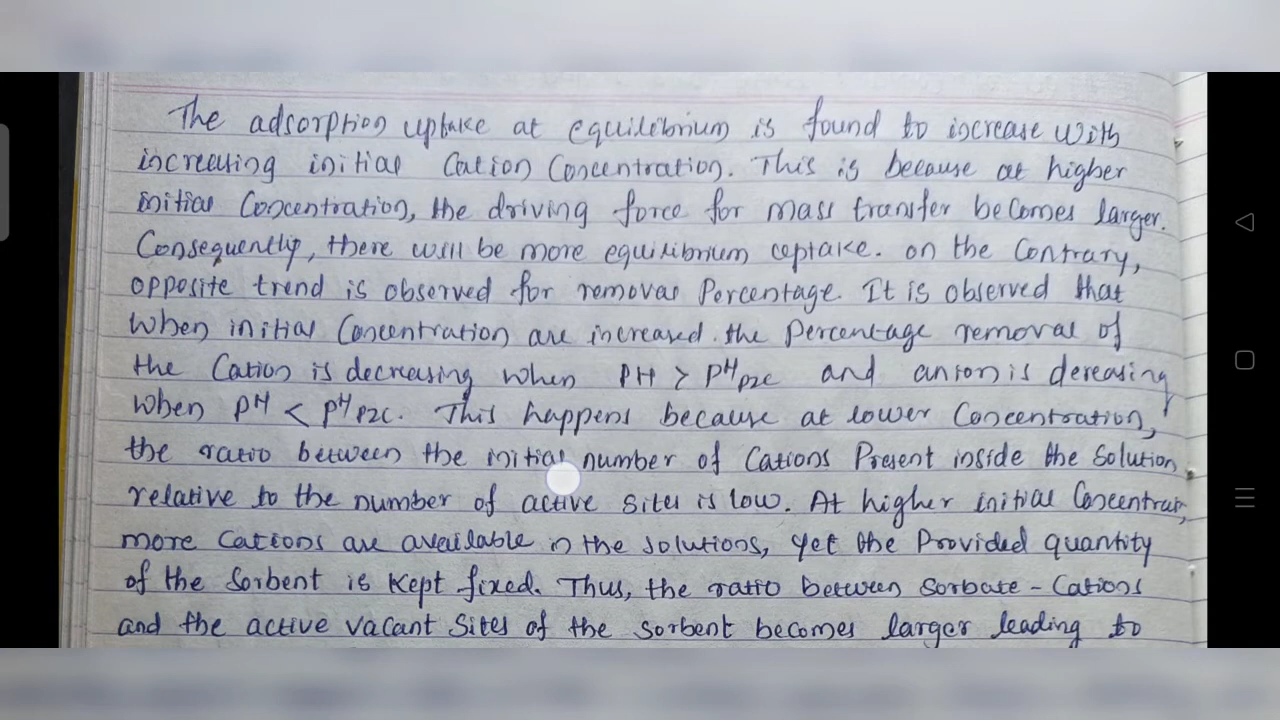 The adsorption uptake at equilibrium is found to increase with
increasing initial Cation Concentration. This is because at higher
initial Concentration, the driving force for mass transfer becomes larger.
Consequently, there will be more equilibrium uptake. on the Contrary,
opposite trend is observed for removal Percentage. It is observed that
when initial Concentration are increased. the Percentage removal of
the Cation is decreasing when PH > PH PZC and anion is dereasing
when PH < PH PZC. This happens because at lower Concentration,
the ratio between the initial number of Cations Present inside the Solution
relative to the number of active Sites is low. At higher initial Concentrain,
more Cations are available in the solutions, yet the Provided quantity
of the Sorbent is Kept fixed. Thus, the ratio between Sorbate - Cations
and the active vacant Sites of the Sorbent becomes larger leading to